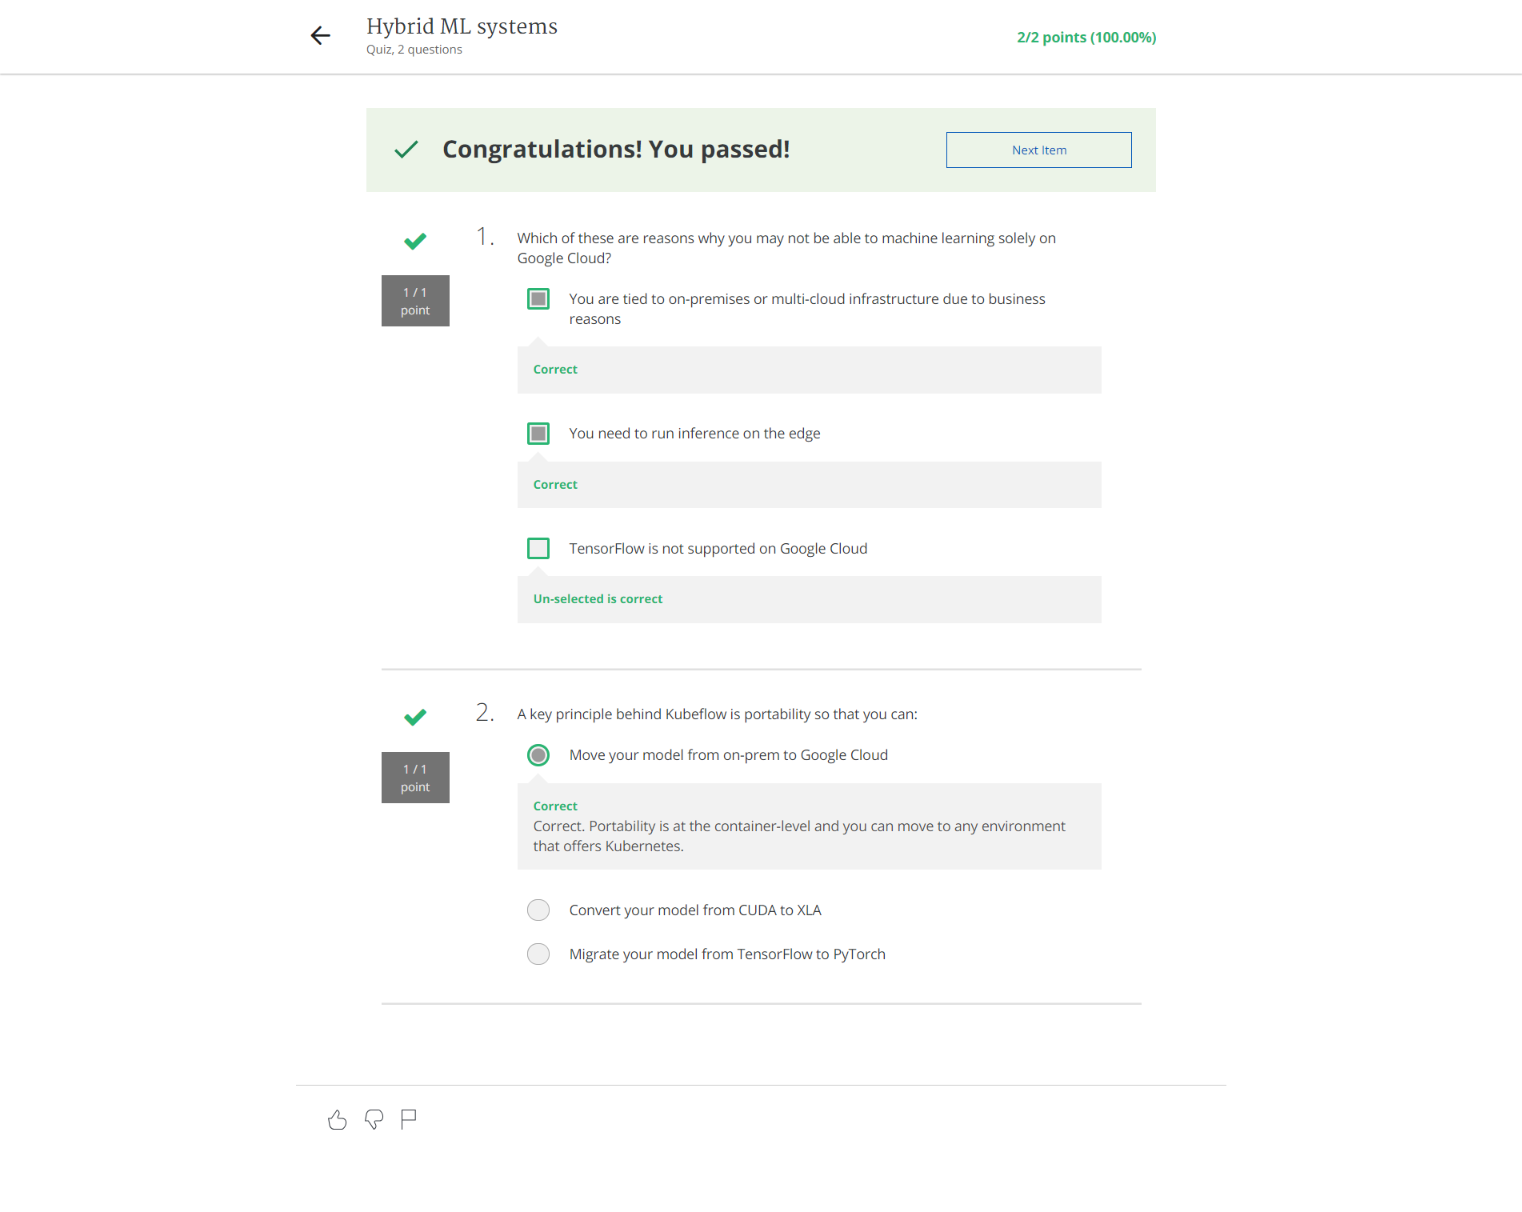 Hybrid ML systems
Quiz, 2 questions
2/2 points (100.00%)
Congratulations! You passed!
Next Item
1.
Which of these are reasons why you may not be able to machine learning solely on
Google Cloud?
1 / 1
point
You are tied to on-premises or multi-cloud infrastructure due to business
reasons
Correct
You need to run inference on the edge
Correct
TensorFlow is not supported on Google Cloud
Un-selected is correct
2.
A key principle behind Kubeflow is portability so that you can:
1 / 1
point
Move your model from on-prem to Google Cloud
Correct
Correct. Portability is at the container-level and you can move to any environment
that offers Kubernetes.
Convert your model from CUDA to XLA
Migrate your model from TensorFlow to PyTorch